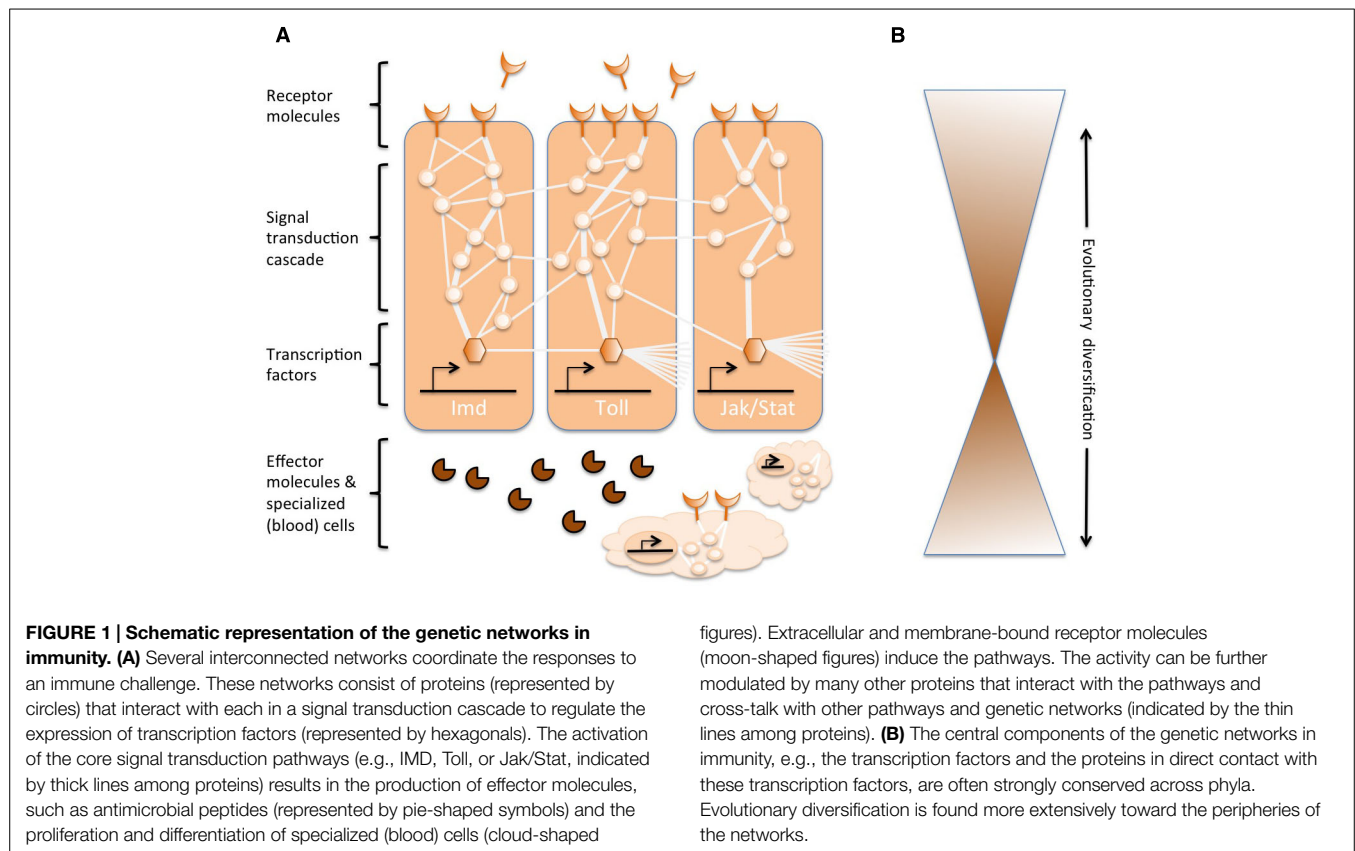 A
B
Receptor
molecules
Signal
transduction
cascade
Transcription
factors
Effector
molecules &
specialized
(blood) cells
Imd
Toll
Jak/Stat
Evolutionary diversification
FIGURE 1 | Schematic representation of the genetic networks in
immunity. (A) Several interconnected networks coordinate the responses to
an immune challenge. These networks consist of proteins (represented by
circles) that interact with each in a signal transduction cascade to regulate the
expression of transcription factors (represented by hexagonals). The activation
of the core signal transduction pathways (e.g., IMD, Toll, or Jak/Stat, indicated
by thick lines among proteins) results in the production of effector molecules,
such as antimicrobial peptides (represented by pie-shaped symbols) and the
proliferation and differentiation of specialized (blood) cells (cloud-shaped
figures). Extracellular and membrane-bound receptor molecules
(moon-shaped figures) induce the pathways. The activity can be further
modulated by many other proteins that interact with the pathways and
cross-talk with other pathways and genetic networks (indicated by the thin
lines among proteins). (B) The central components of the genetic networks in
immunity, e.g., the transcription factors and the proteins in direct contact with
these transcription factors, are often strongly conserved across phyla.
Evolutionary diversification is found more extensively toward the peripheries of
the networks.